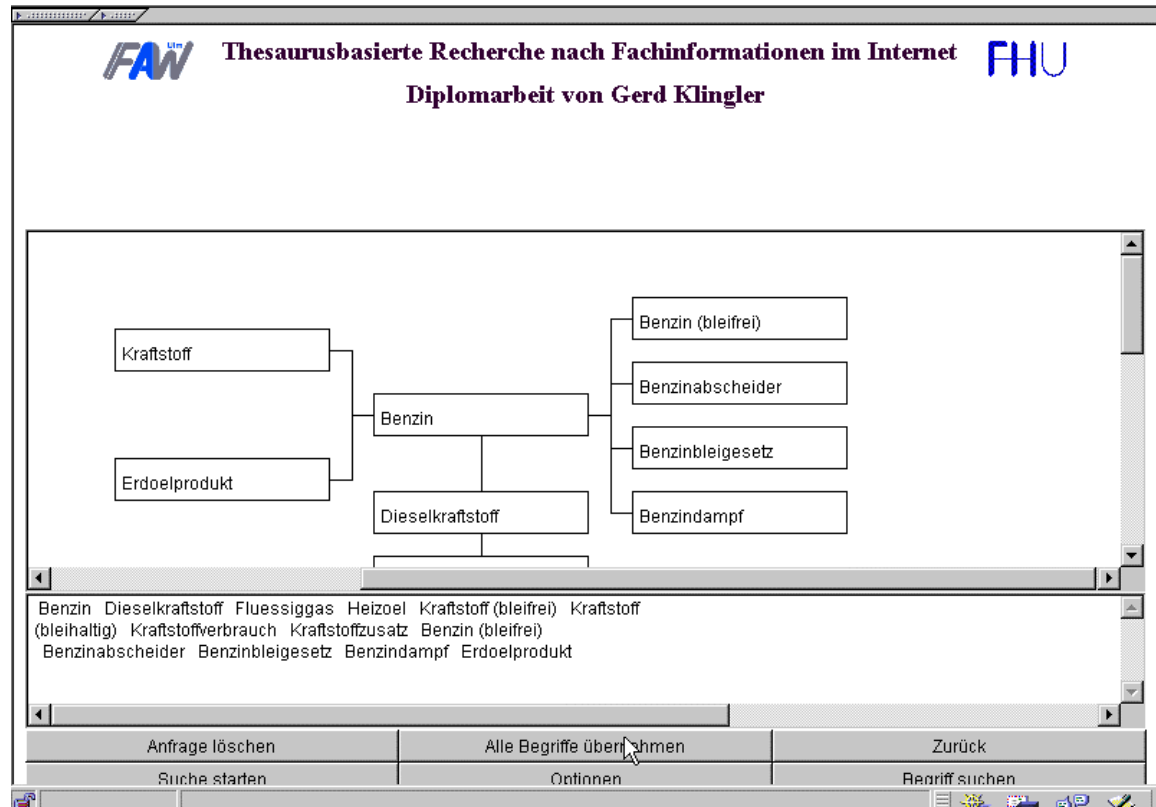 FAW Ulm
Thesaurusbasierte Recherche nach Fachinformationen im Internet
FHU
Diplomarbeit von Gerd Klingler
Kraftstoff
Erdoelprodukt
Benzin
Dieselkraftstoff
Benzin (bleifrei)
Benzinabscheider
Benzinbleigesetz
Benzindampf
Benzin Dieselkraftstoff Fluessiggas Heizoel Kraftstoff (bleifrei) Kraftstoff
(bleihaltig) Kraftstoffverbrauch Kraftstoffzusatz Benzin (bleifrei)
Benzinabscheider Benzinbleigesetz Benzindampf Erdoelprodukt
Anfrage löschen
Alle Begriffe übernehmen
Zurück
Suche starten
Optionen
Begriff suchen